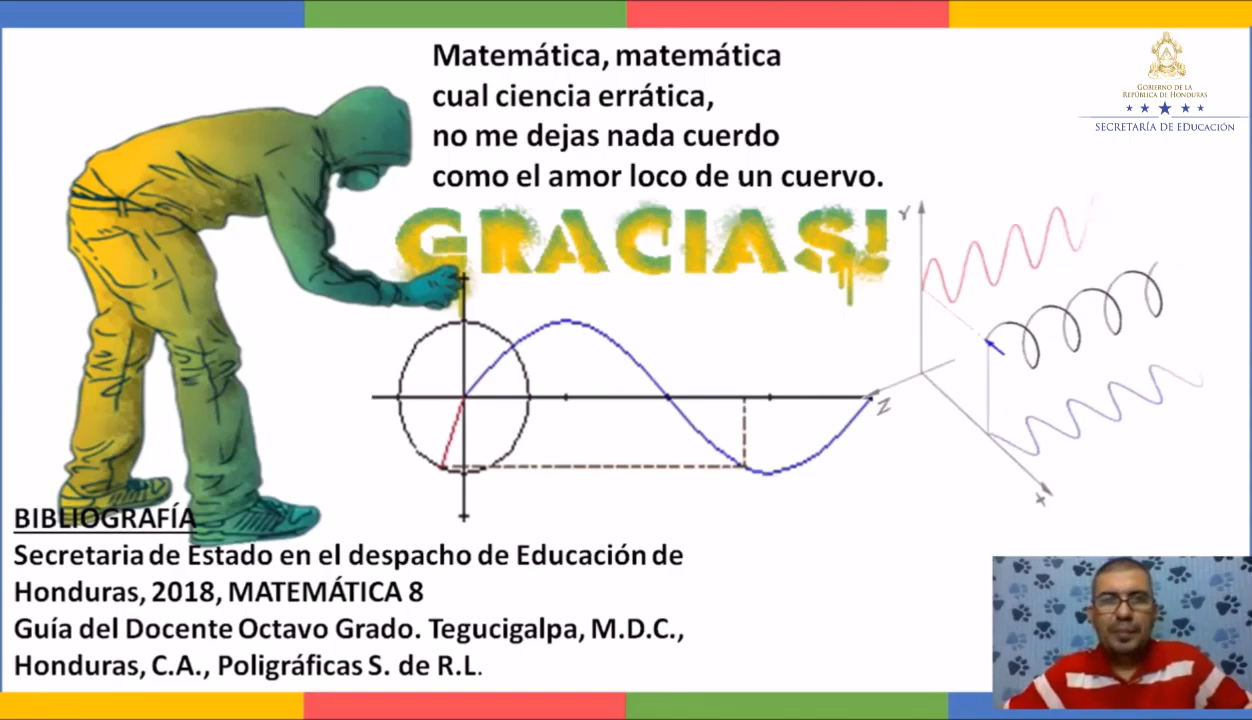 Matemática, matemática
cual ciencia errática,
no me dejas nada cuerdo
como el amor loco de un cuervo.
GOBIERNO DE LA
REPÚBLICA DE HONDURAS
SECRETARÍA DE EDUCACIÓN
GRACIAS!
Y
Z
X
BIBLIOGRAFÍA
Secretaria de Estado en el despacho de Educación de
Honduras, 2018, MATEMÁTICA 8
Guía del Docente Octavo Grado. Tegucigalpa, M.D.C.,
Honduras, C.A., Poligráficas S. de R.L.